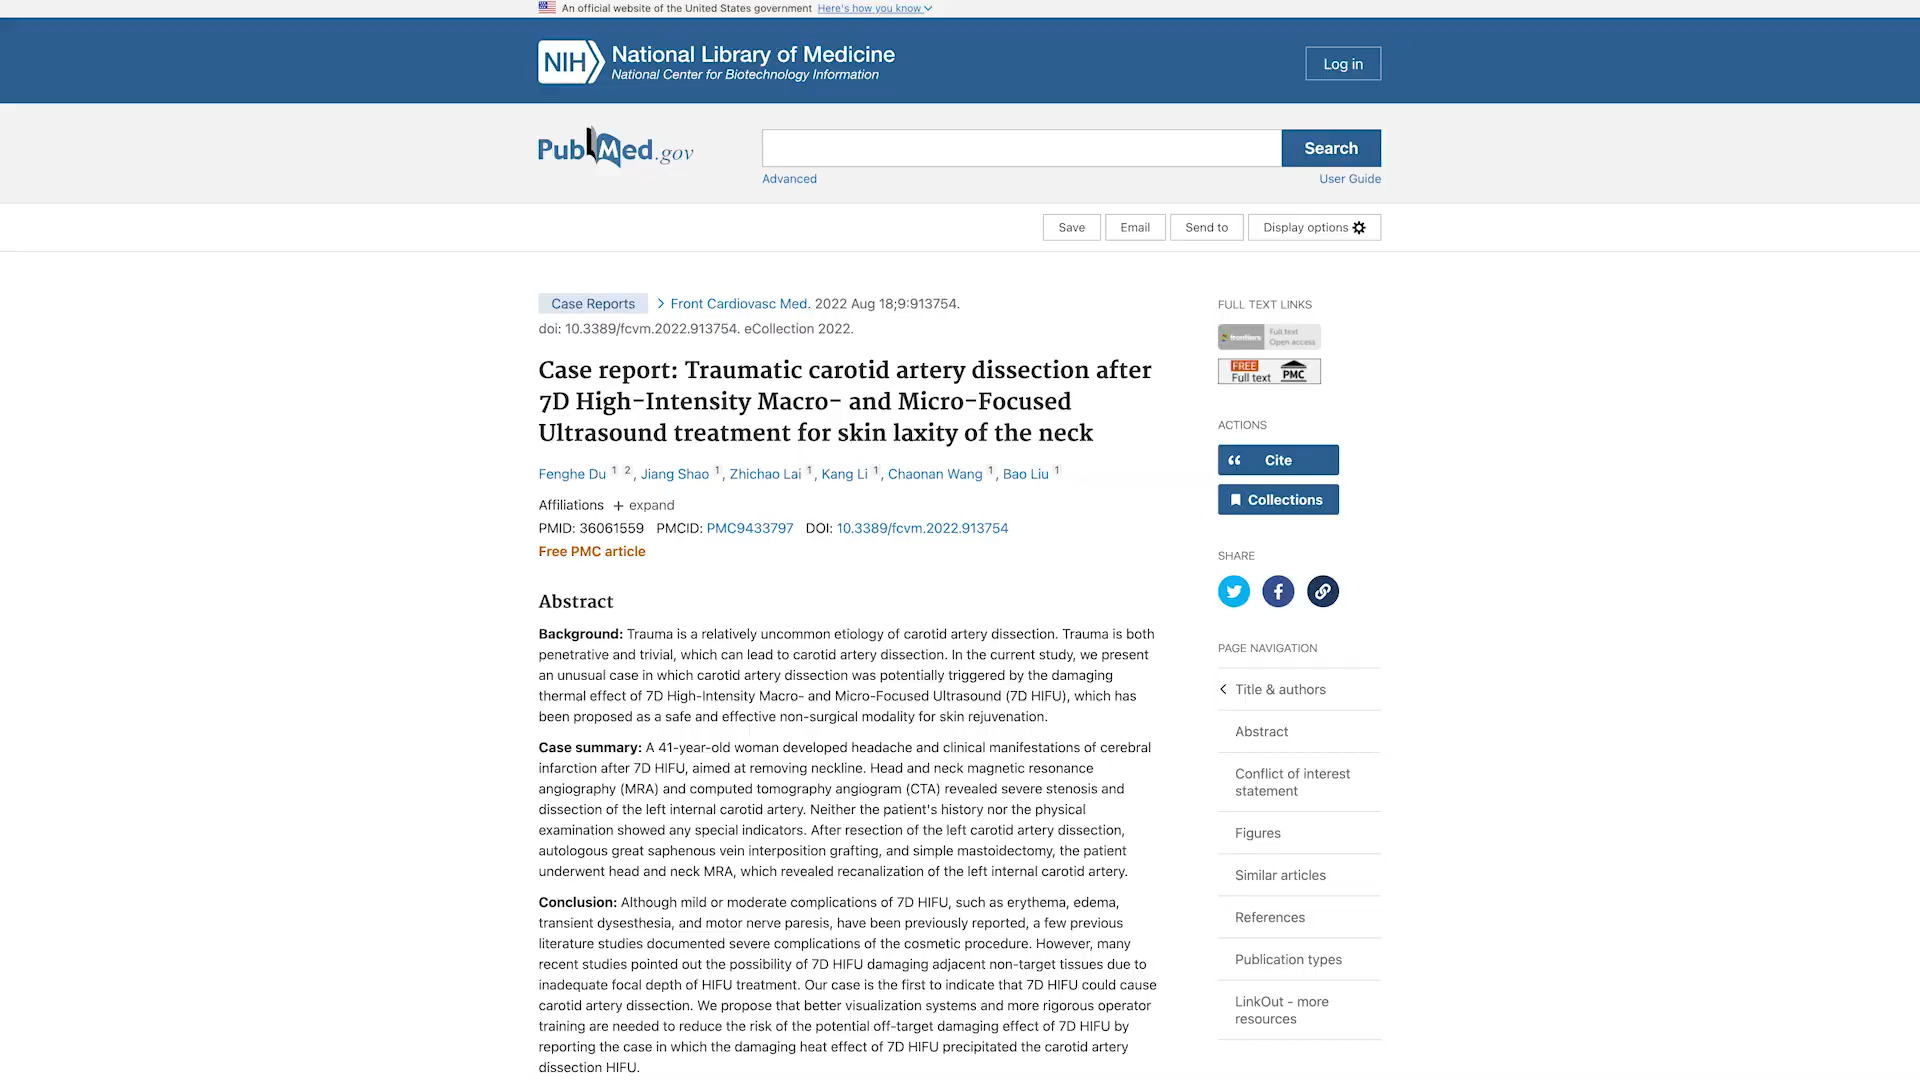 An official website of the United States government Here's how you know
NIH National Library of Medicine
National Center for Biotechnology Information
Log in
PubMed.gov
Search
Advanced
User Guide
Save
Email
Send to
Display options
Case Reports
Front Cardiovasc Med. 2022 Aug 18;9:913754.
doi: 10.3389/fcvm.2022.913754. eCollection 2022.
Case report: Traumatic carotid artery dissection after
7D High-Intensity Macro- and Micro-Focused
Ultrasound treatment for skin laxity of the neck
Fenghe Du 1 2, Jiang Shao 1, Zhichao Lai 1, Kang Li 1, Chaonan Wang 1, Bao Liu 1
Affiliations + expand
PMID: 36061559 PMCID: PMC9433797 DOI: 10.3389/fcvm.2022.913754
Free PMC article
Abstract
Background: Trauma is a relatively uncommon etiology of carotid artery dissection. Trauma is both
penetrative and trivial, which can lead to carotid artery dissection. In the current study, we present
an unusual case in which carotid artery dissection was potentially triggered by the damaging
thermal effect of 7D High-Intensity Macro- and Micro-Focused Ultrasound (7D HIFU), which has
been proposed as a safe and effective non-surgical modality for skin rejuvenation.
Case summary: A 41-year-old woman developed headache and clinical manifestations of cerebral
infarction after 7D HIFU, aimed at removing neckline. Head and neck magnetic resonance
angiography (MRA) and computed tomography angiogram (CTA) revealed severe stenosis and
dissection of the left internal carotid artery. Neither the patient's history nor the physical
examination showed any special indicators. After resection of the left carotid artery dissection,
autologous great saphenous vein interposition grafting, and simple mastoidectomy, the patient
underwent head and neck MRA, which revealed recanalization of the left internal carotid artery.
Conclusion: Although mild or moderate complications of 7D HIFU, such as erythema, edema,
transient dysesthesia, and motor nerve paresis, have been previously reported, a few previous
literature studies documented severe complications of the cosmetic procedure. However, many
recent studies pointed out the possibility of 7D HIFU damaging adjacent non-target tissues due to
inadequate focal depth of HIFU treatment. Our case is the first to indicate that 7D HIFU could cause
carotid artery dissection. We propose that better visualization systems and more rigorous operator
training are needed to reduce the risk of the potential off-target damaging effect of 7D HIFU by
reporting the case in which the damaging heat effect of 7D HIFU precipitated the carotid artery
dissection HIFU.
FULL TEXT LINKS
frontiers Full text
Open access
FREE
Full text PMC
ACTIONS
Cite
Collections
SHARE
PAGE NAVIGATION
Title & authors
Abstract
Conflict of interest
statement
Figures
Similar articles
References
Publication types
LinkOut - more
resources